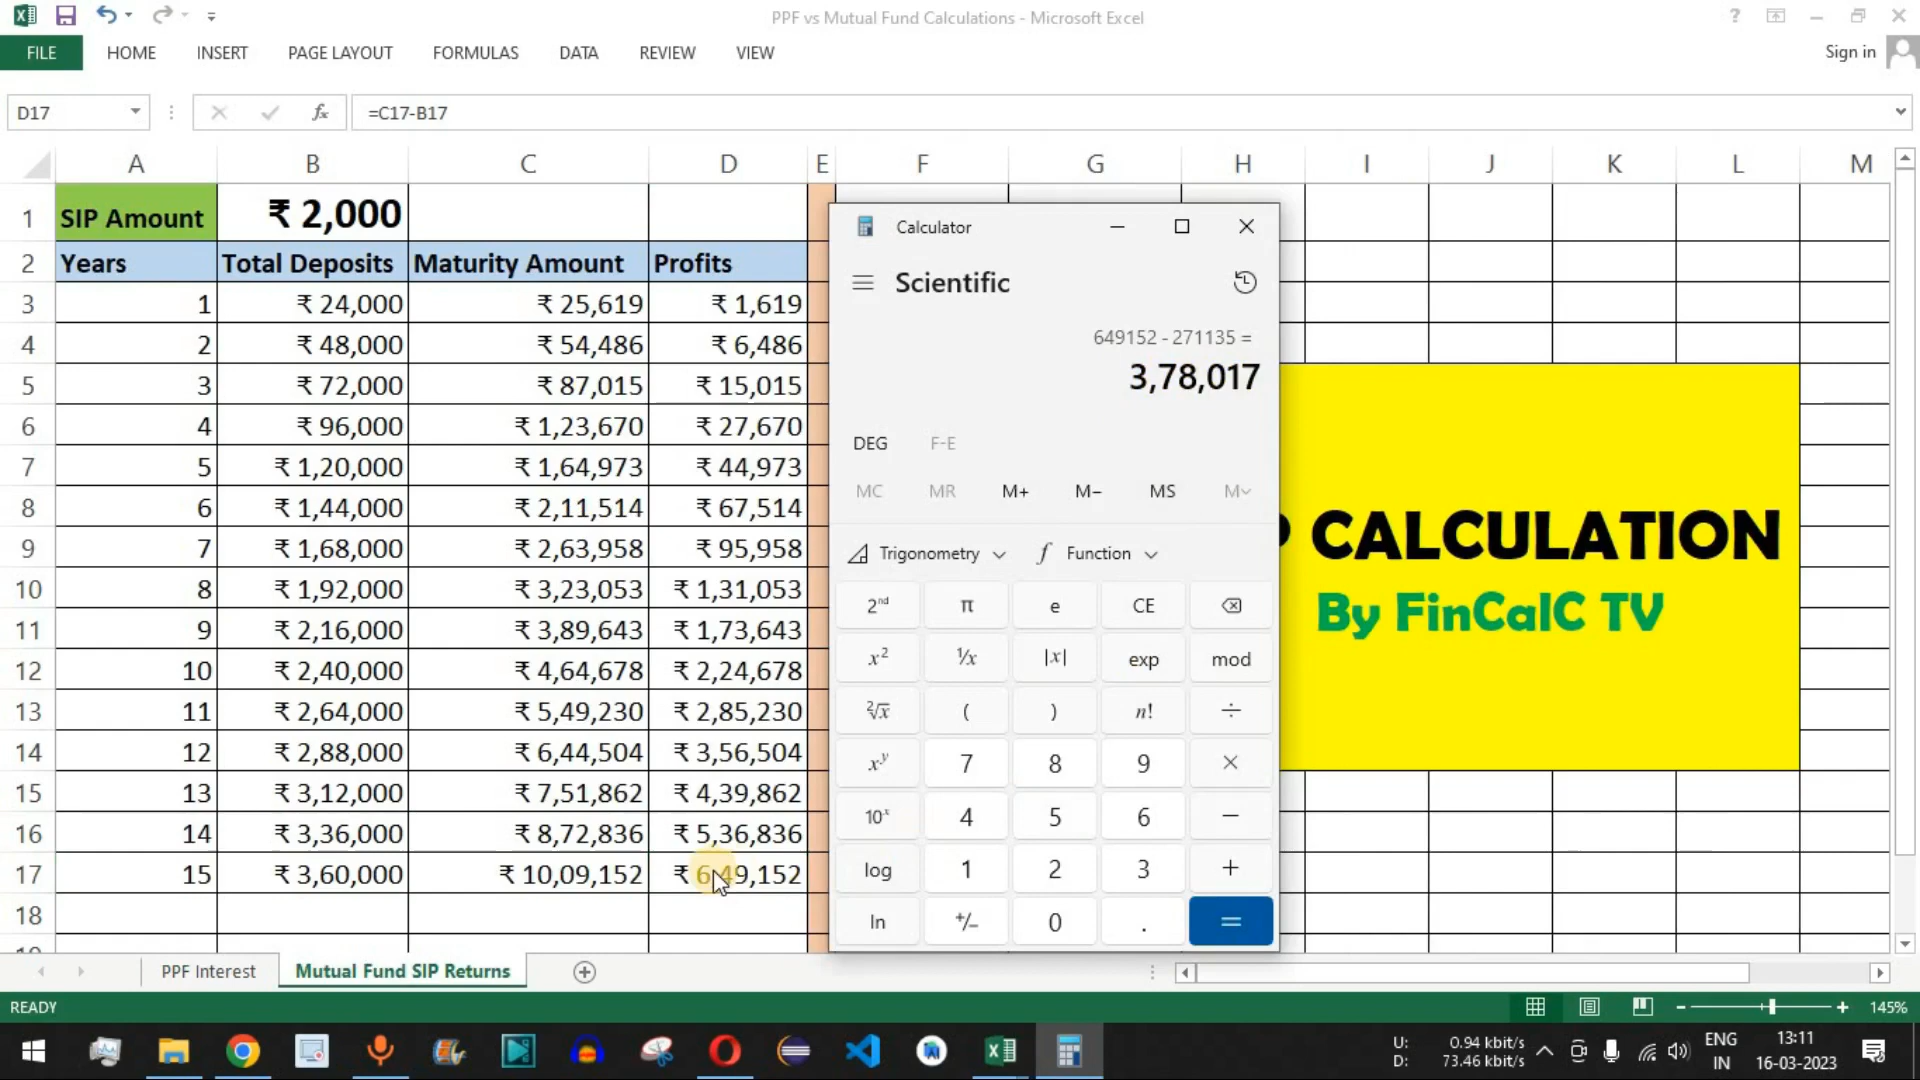 PPF vs Mutual Fund Calculations - Microsoft Excel
?
FILE HOME INSERT PAGE LAYOUT FORMULAS DATA REVIEW VIEW
Sign in
D17 fx =C17-B17
A B C D E F G H I J K L M
1 SIP Amount ₹ 2,000
2 Years Total Deposits Maturity Amount Profits
3 1 ₹ 24,000 ₹ 25,619 ₹ 1,619
4 2 ₹ 48,000 ₹ 54,486 ₹ 6,486
5 3 ₹ 72,000 ₹ 87,015 ₹ 15,015
6 4 ₹ 96,000 ₹ 1,23,670 ₹ 27,670
7 5 ₹ 1,20,000 ₹ 1,64,973 ₹ 44,973
8 6 ₹ 1,44,000 ₹ 2,11,514 ₹ 67,514
9 7 ₹ 1,68,000 ₹ 2,63,958 ₹ 95,958
10 8 ₹ 1,92,000 ₹ 3,23,053 ₹ 1,31,053
11 9 ₹ 2,16,000 ₹ 3,89,643 ₹ 1,73,643
12 10 ₹ 2,40,000 ₹ 4,64,678 ₹ 2,24,678
13 11 ₹ 2,64,000 ₹ 5,49,230 ₹ 2,85,230
14 12 ₹ 2,88,000 ₹ 6,44,504 ₹ 3,56,504
15 13 ₹ 3,12,000 ₹ 7,51,862 ₹ 4,39,862
16 14 ₹ 3,36,000 ₹ 8,72,836 ₹ 5,36,836
17 15 ₹ 3,60,000 ₹ 10,09,152 ₹ 6,49,152
18
Calculator
Scientific
649152 - 271135 =
3,78,017
DEG F-E
MC MR M+ M− MS M
Trigonometry f Function
2nd π e CE
x² ¹/x |x| exp mod
²√x ( ) n! ÷
xʸ 7 8 9 ×
10ˣ 4 5 6 −
log 1 2 3 +
ln +/− 0 . =
CALCULATION
By FinCalC TV
PPF Interest Mutual Fund SIP Returns
READY
145%
U: 0.94 kbit/s
D: 73.46 kbit/s
ENG
IN
13:11
16-03-2023